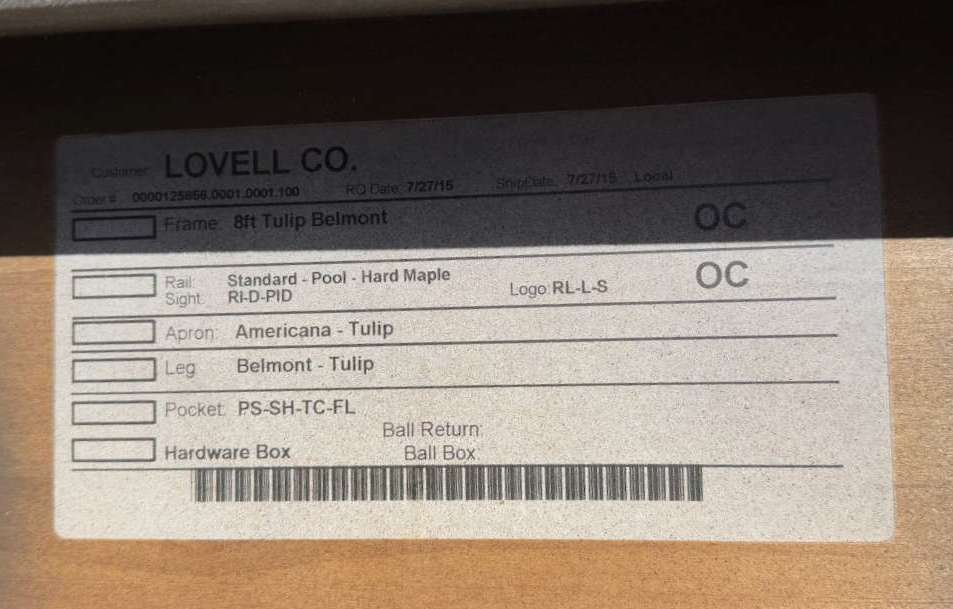 Customer: LOVELL CO.
Order #: 0000125656.0001.0001.100 RQ Date: 7/27/15 ShipDate: 7/27/15 Local
Frame: 8ft Tulip Belmont OC
Rail: Standard - Pool - Hard Maple OC
Sight: RI-D-PID Logo: RL-L-S
Apron: Americana - Tulip
Leg: Belmont - Tulip
Pocket: PS-SH-TC-FL
Ball Return:
Hardware Box Ball Box: